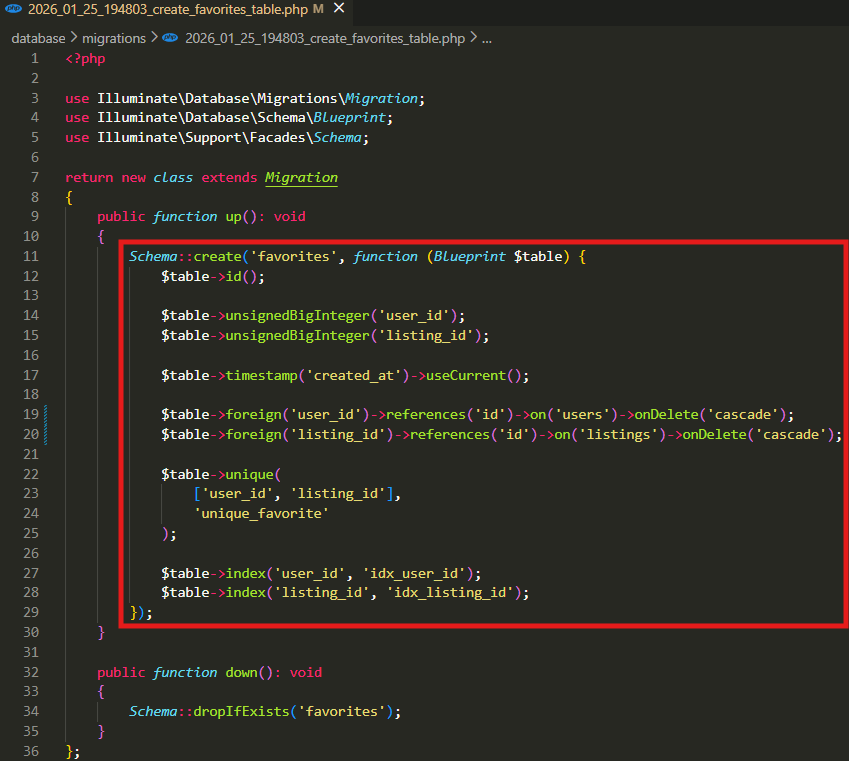 php 2026_01_25_194803_create_favorites_table.php M ×
database > migrations > php 2026_01_25_194803_create_favorites_table.php > ...
1 <?php
2
3 use Illuminate\Database\Migrations\Migration;
4 use Illuminate\Database\Schema\Blueprint;
5 use Illuminate\Support\Facades\Schema;
6
7 return new class extends Migration
8 {
9     public function up(): void
10     {
11         Schema::create('favorites', function (Blueprint $table) {
12             $table->id();
13
14             $table->unsignedBigInteger('user_id');
15             $table->unsignedBigInteger('listing_id');
16
17             $table->timestamp('created_at')->useCurrent();
18
19             $table->foreign('user_id')->references('id')->on('users')->onDelete('cascade');
20             $table->foreign('listing_id')->references('id')->on('listings')->onDelete('cascade');
21
22             $table->unique(
23                 ['user_id', 'listing_id'],
24                 'unique_favorite'
25             );
26
27             $table->index('user_id', 'idx_user_id');
28             $table->index('listing_id', 'idx_listing_id');
29         });
30     }
31
32     public function down(): void
33     {
34         Schema::dropIfExists('favorites');
35     }
36 };